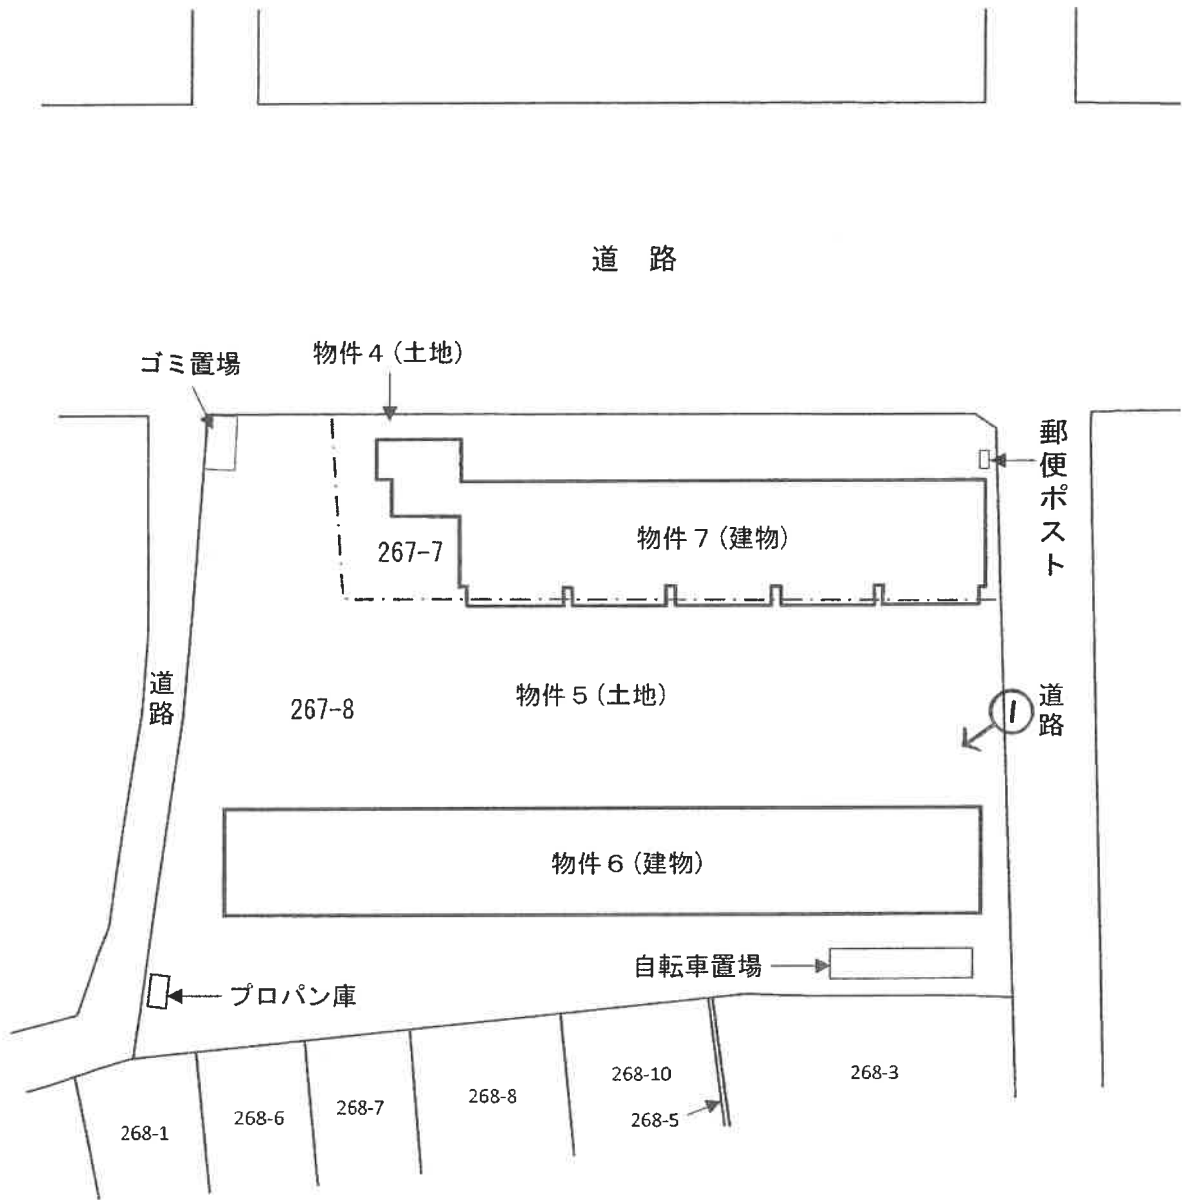 道 路
物件4(土地)
ゴミ置場
郵便ポスト
物件7(建物)
267-7
道路
267-8
物件5(土地)
1
道路
物件6(建物)
自転車置場
プロパン庫
268-1
268-6
268-7
268-8
268-10
268-5
268-3